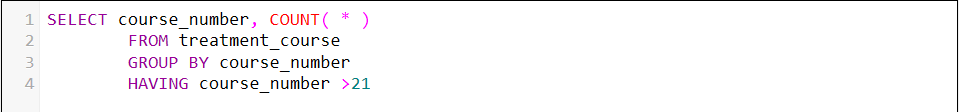 1 SELECT course_number, COUNT( * )
2 FROM treatment_course
3 GROUP BY course_number
4 HAVING course_number >21